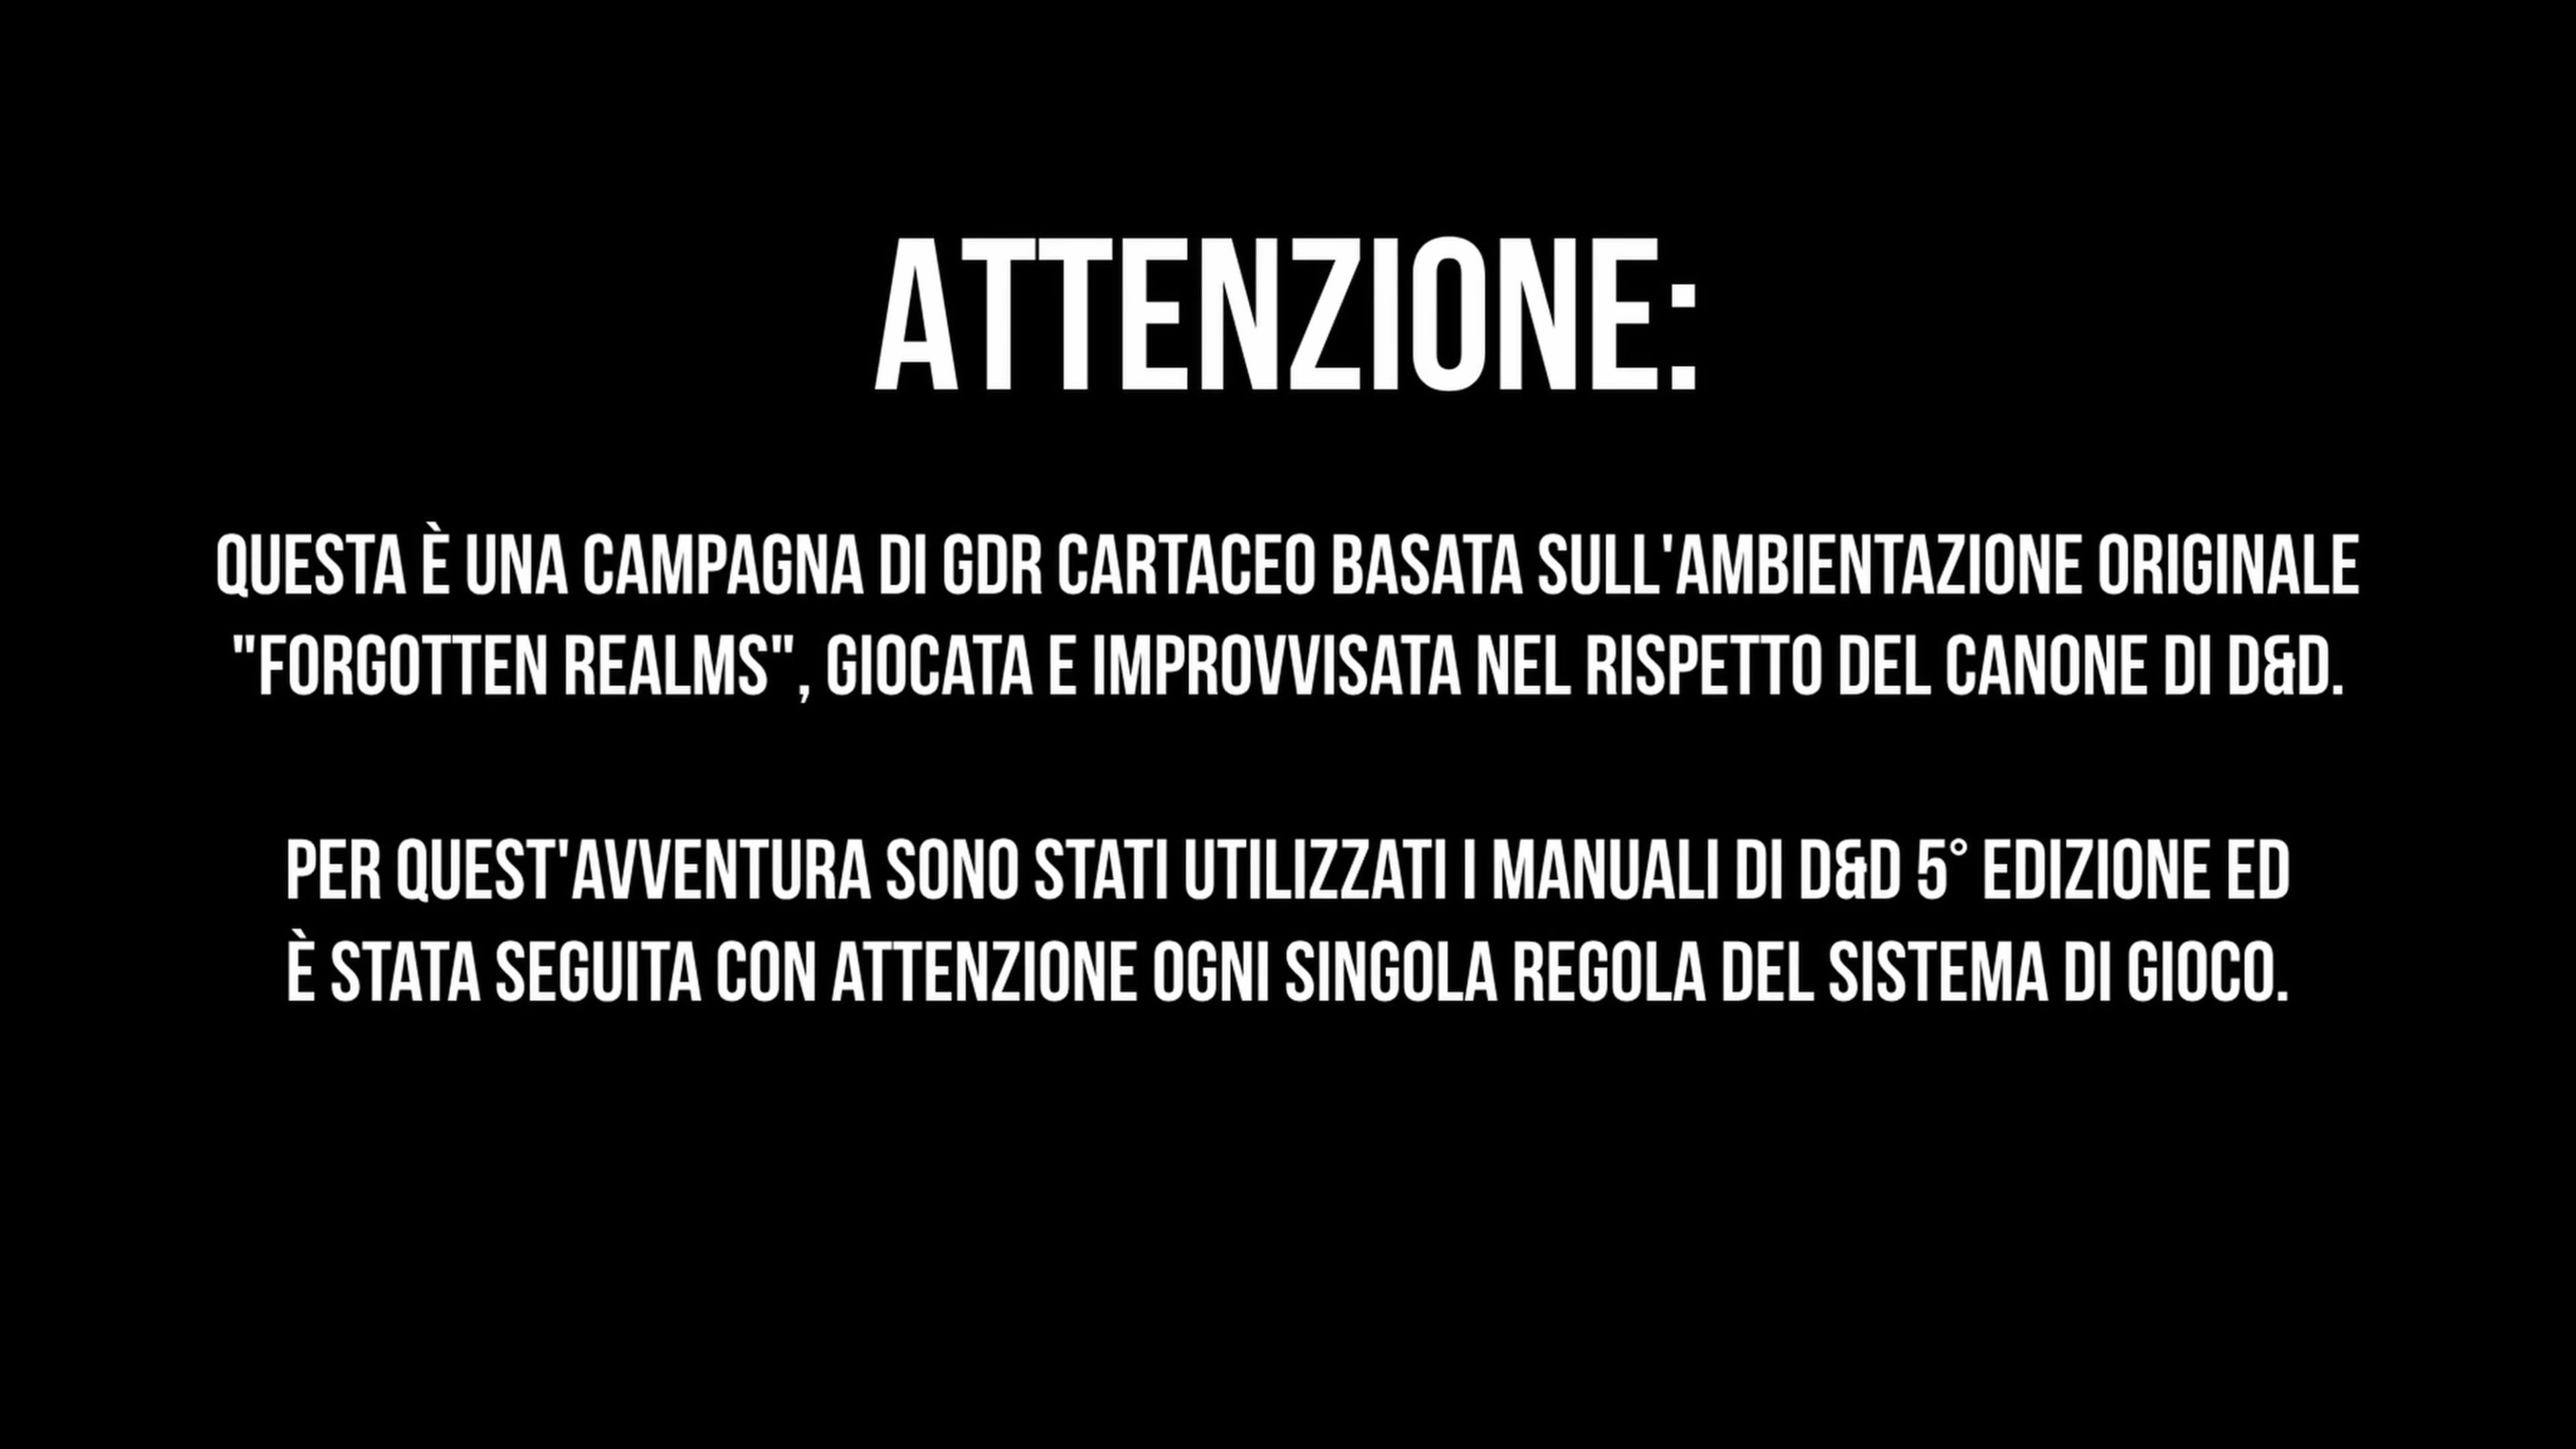 ATTENZIONE:
QUESTA È UNA CAMPAGNA DI GDR CARTACEO BASATA SULL'AMBIENTAZIONE ORIGINALE
"FORGOTTEN REALMS", GIOCATA E IMPROVVISATA NEL RISPETTO DEL CANONE DI D&D.
PER QUEST'AVVENTURA SONO STATI UTILIZZATI I MANUALI DI D&D 5° EDIZIONE ED
È STATA SEGUITA CON ATTENZIONE OGNI SINGOLA REGOLA DEL SISTEMA DI GIOCO.